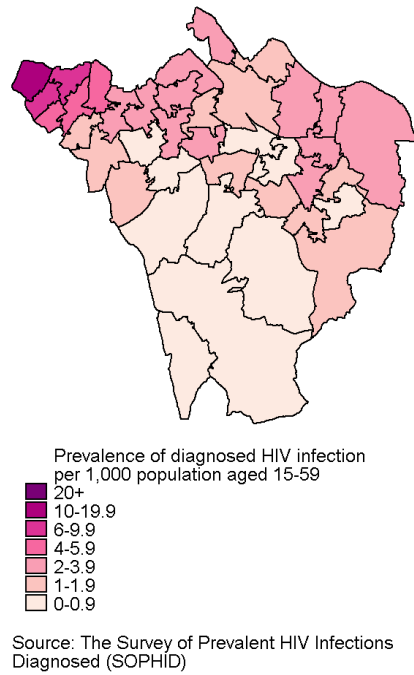 Prevalence of diagnosed HIV infection
per 1,000 population aged 15-59
20+
10-19.9
6-9.9
4-5.9
2-3.9
1-1.9
0-0.9
Source: The Survey of Prevalent HIV Infections
Diagnosed (SOPHID)